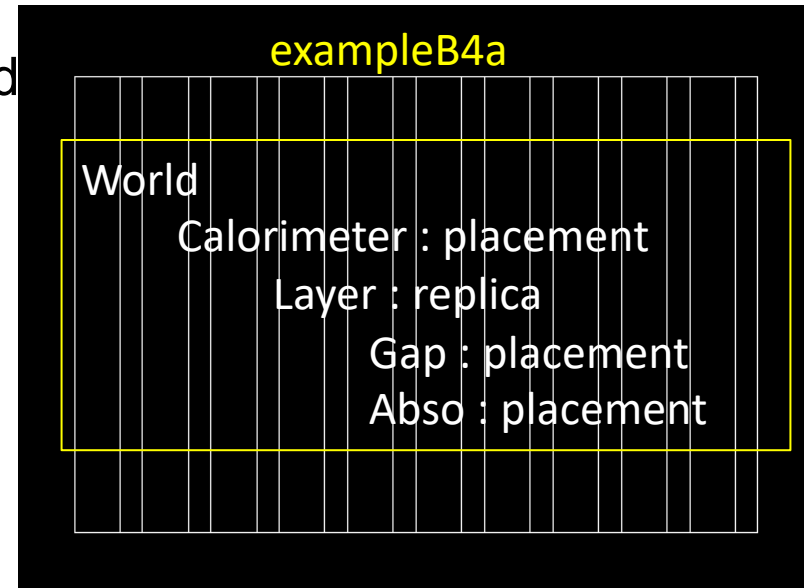 exampleB4a
d
World
Calorimeter : placement
Layer : replica
Gap : placement
Abso : placement